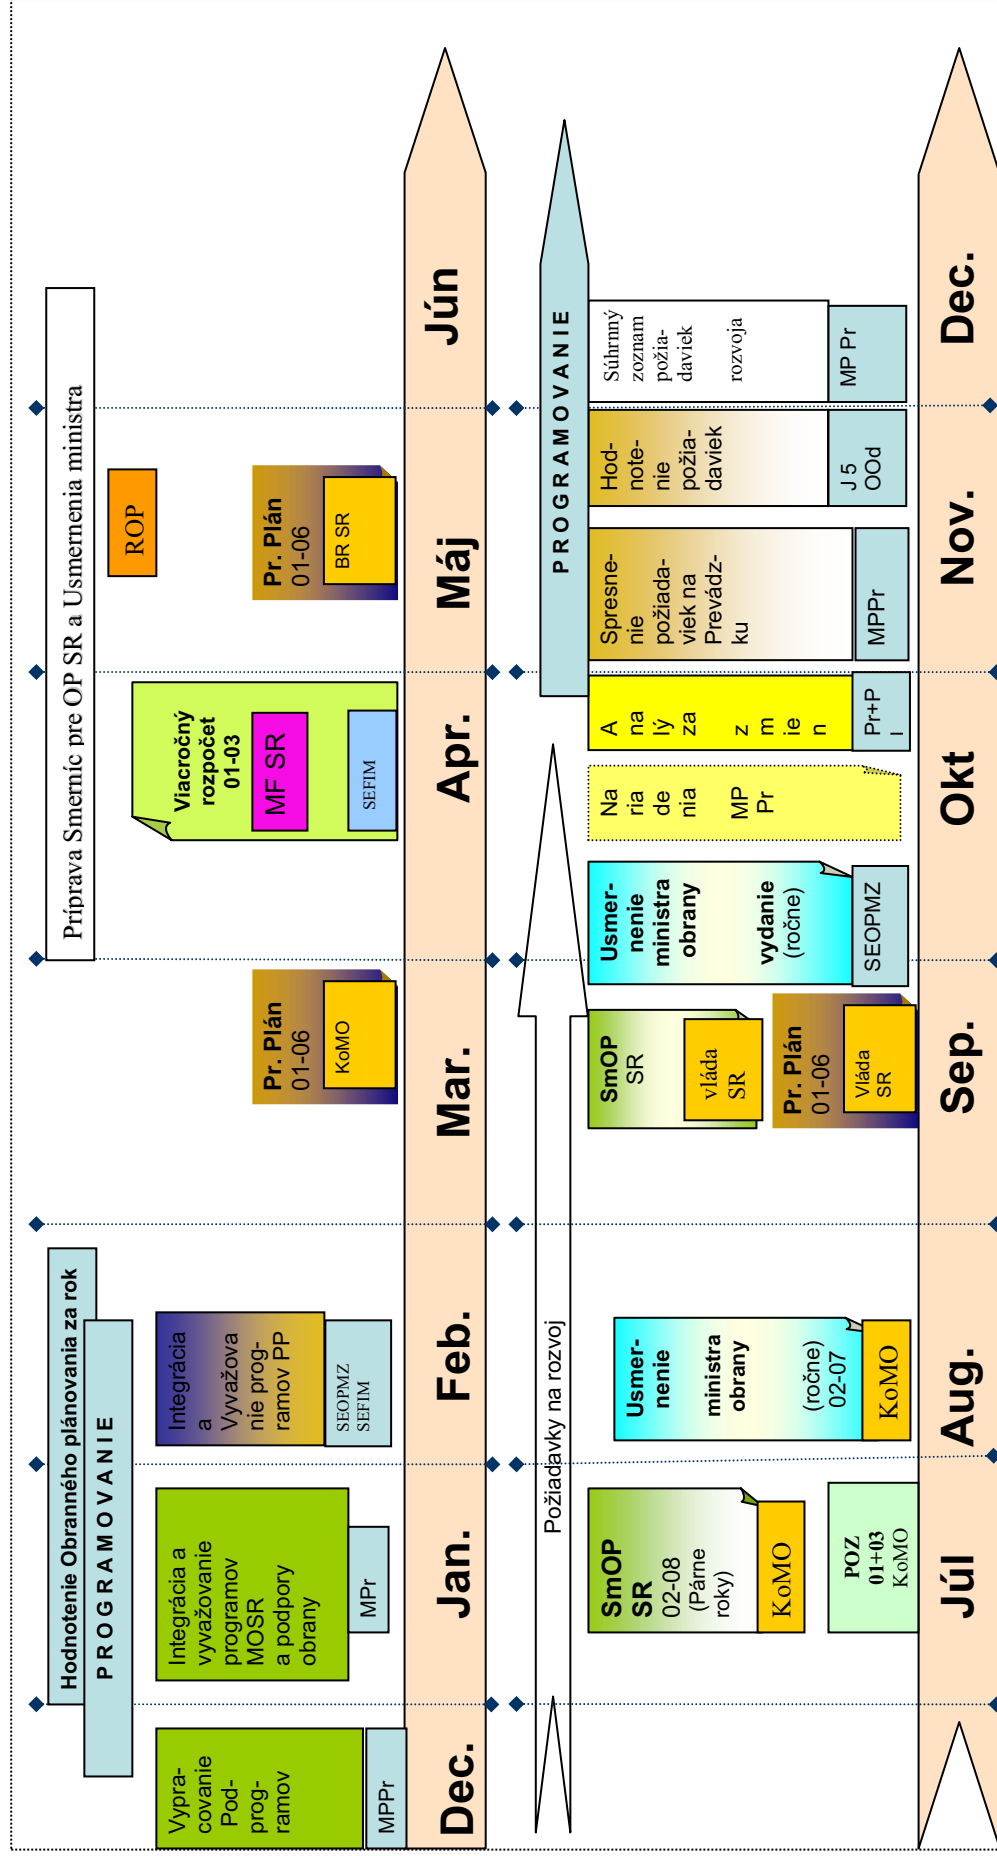 Hodnotenie Obranného plánovania za rok
P R O G R A M O V A N I E
Príprava Smerníc pre OP SR a Usmernenia ministra
Vypra-
covanie
Pod-
prog-
ramov
MPPr
Integrácia a
vyvažovanie
programov
MOSR
a podpory
obrany
MPr
Integrácia
a
Vyvažova
nie prog-
ramov PP
SEOPMZ
SEFIM
Pr. Plán
01-06
KoMO
Viacročný
rozpočet
01-03
MF SR
SEFIM
ROP
Pr. Plán
01-06
BR SR
Dec.
Jan.
Feb.
Mar.
Apr.
Máj
Jún
Požiadavky na rozvoj
P R O G R A M O V A N I E
SmOP
SR
02-08
(Párne
roky)
KoMO
POZ
01+03
KoMO
Usmer-
nenie
ministra
obrany
(ročne)
02-07
KoMO
SmOP
SR
vláda
SR
Pr. Plán
01-06
Vláda
SR
Usmer-
nenie
ministra
obrany
vydanie
(ročne)
SEOPMZ
Na
ria
de
nia
MP
Pr
A
na
lý
za
z
m
ie
n
Pr+P
l
Spresne-
nie
požiada-
viek na
Prevádz-
ku
MPPr
Hod-
note-
nie
požia-
daviek
J 5
OOd
Súhrnný
zoznam
požia-
daviek
rozvoja
MP Pr
Júl
Aug.
Sep.
Okt
Nov.
Dec.